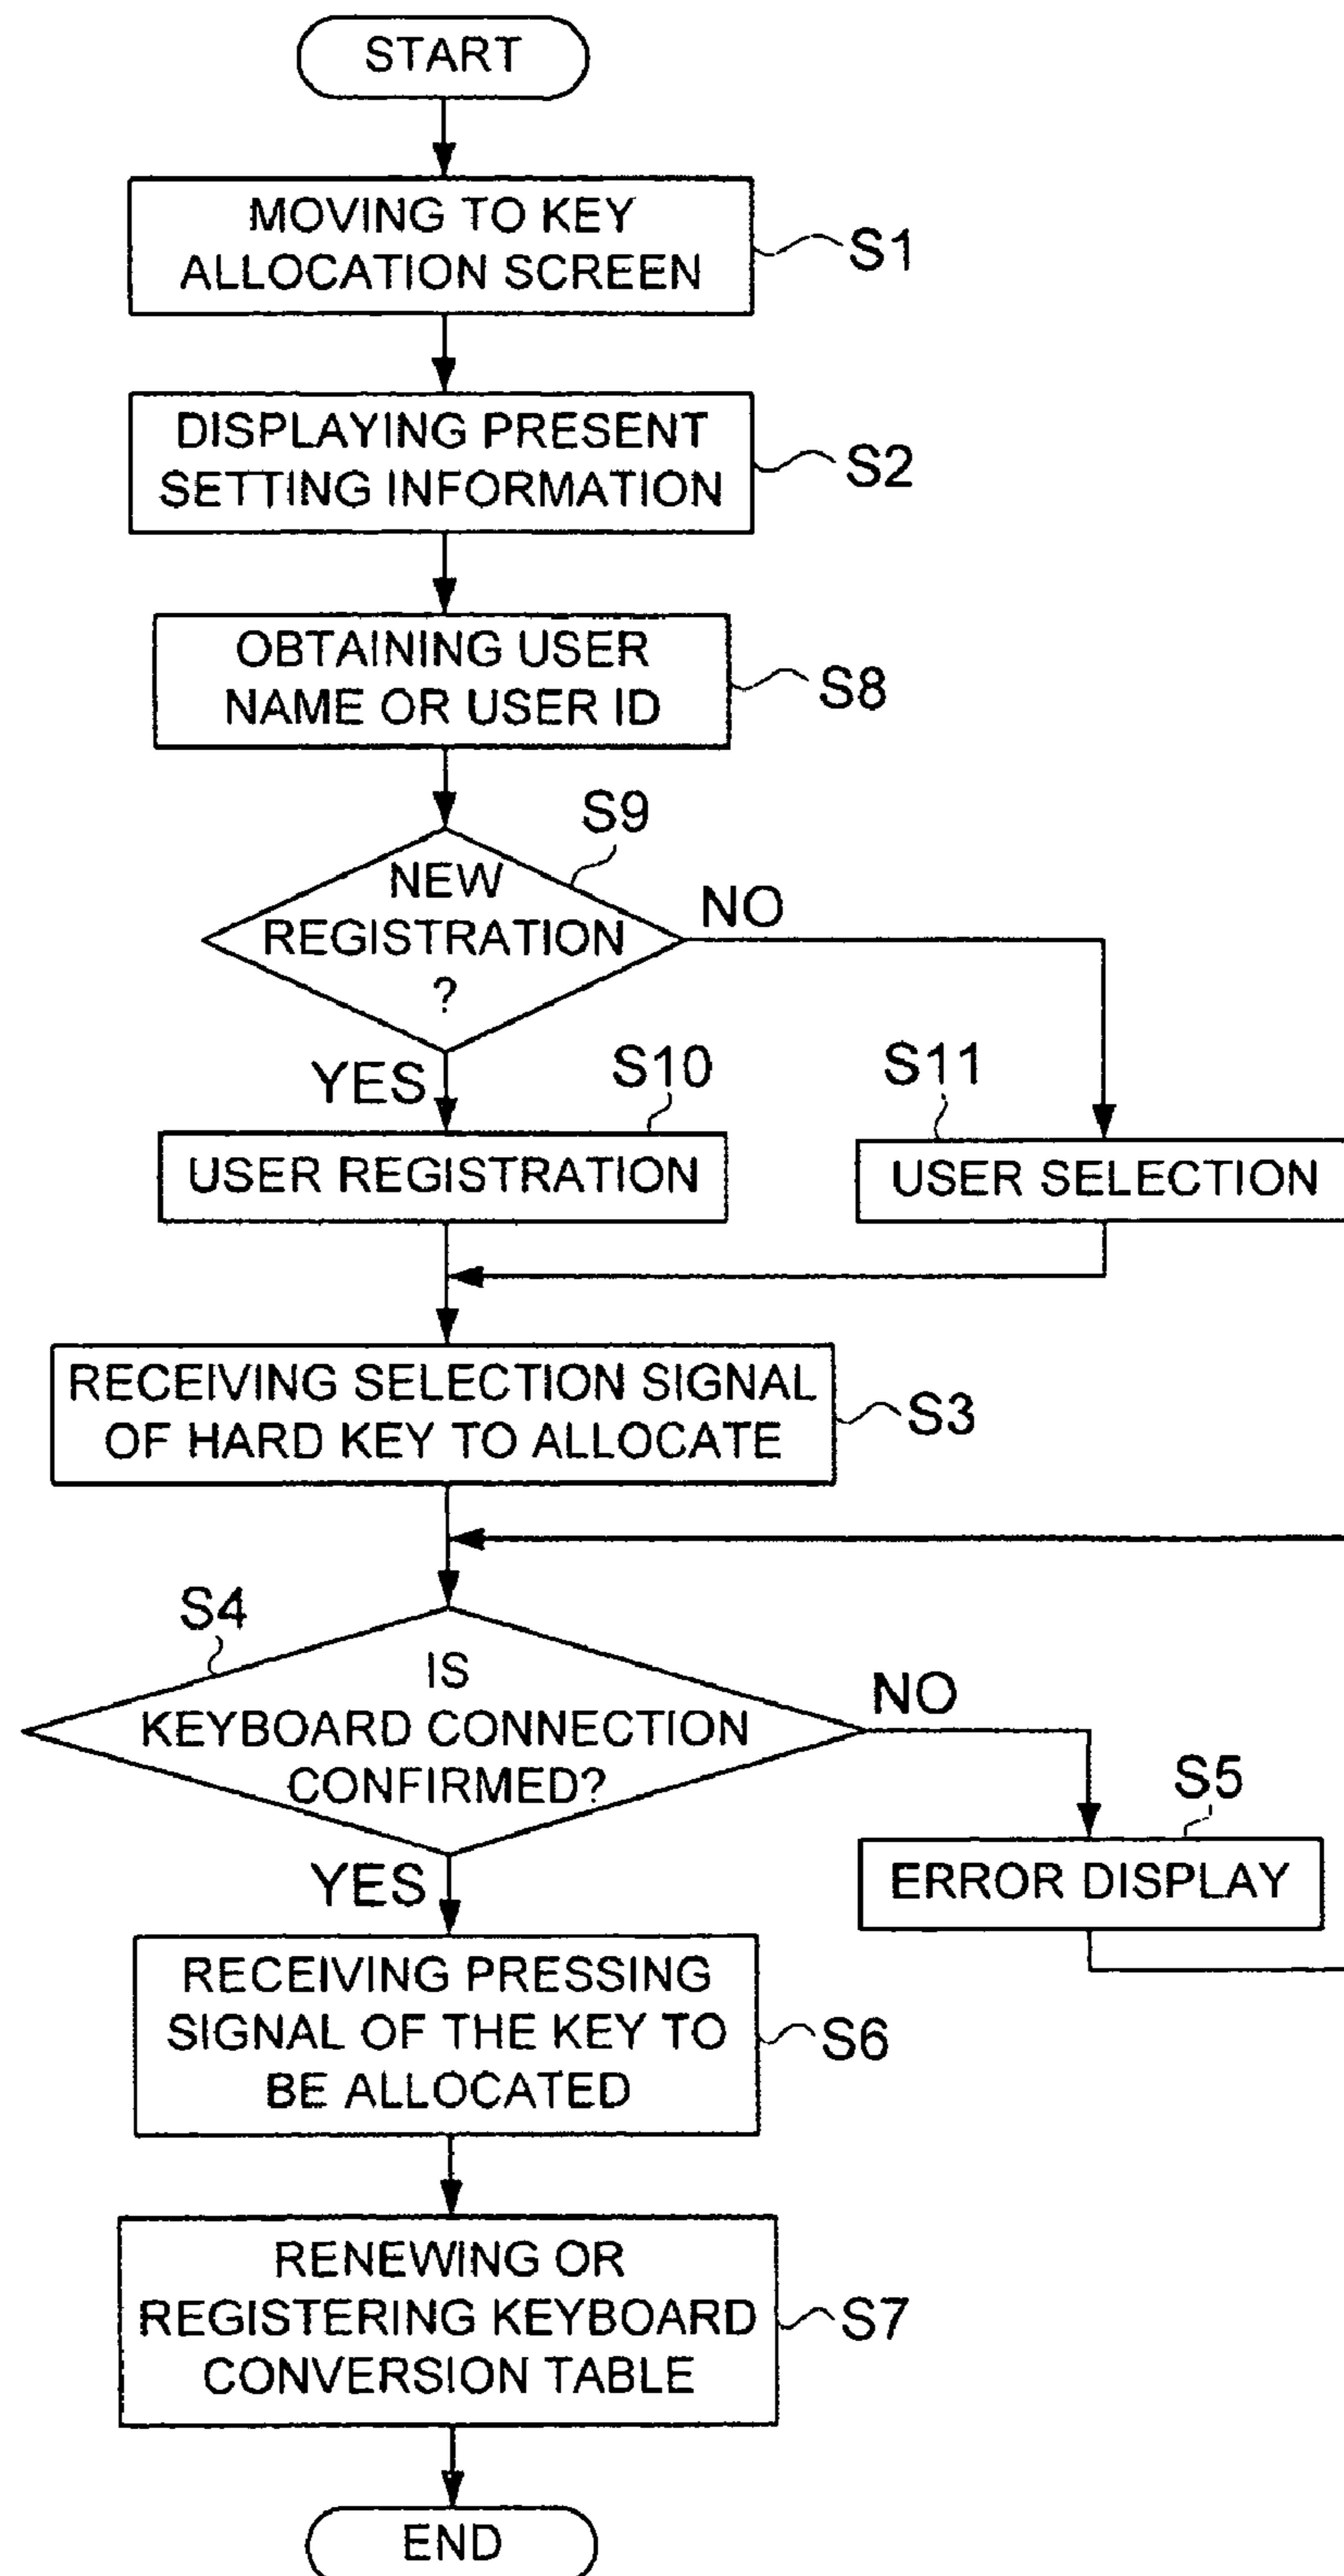 START
MOVING TO KEY
ALLOCATION SCREEN
S1
DISPLAYING PRESENT
SETTING INFORMATION
S2
OBTAINING USER
NAME OR USER ID
S8
S9
NEW
REGISTRATION
?
NO
YES
S10
USER REGISTRATION
S11
USER SELECTION
RECEIVING SELECTION SIGNAL
OF HARD KEY TO ALLOCATE
S3
S4
IS
KEYBOARD CONNECTION
CONFIRMED?
NO
S5
ERROR DISPLAY
YES
RECEIVING PRESSING
SIGNAL OF THE KEY TO
BE ALLOCATED
S6
RENEWING OR
REGISTERING KEYBOARD
CONVERSION TABLE
S7
END